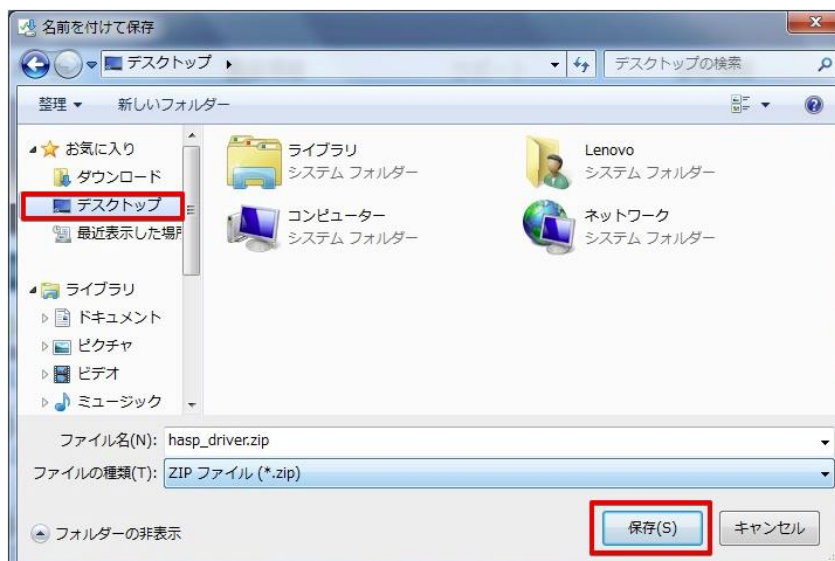 名前を付けて保存
デスクトップ
デスクトップの検索
整理
新しいフォルダー
お気に入り
ダウンロード
デスクトップ
最近表示した場所
ライブラリ
ドキュメント
ピクチャ
ビデオ
ミュージック
ライブラリ
システム フォルダー
Lenovo
システム フォルダー
コンピューター
システム フォルダー
ネットワーク
システム フォルダー
ファイル名(N): hasp_driver.zip
ファイルの種類(T): ZIP ファイル (*.zip)
フォルダーの非表示
保存(S)
キャンセル